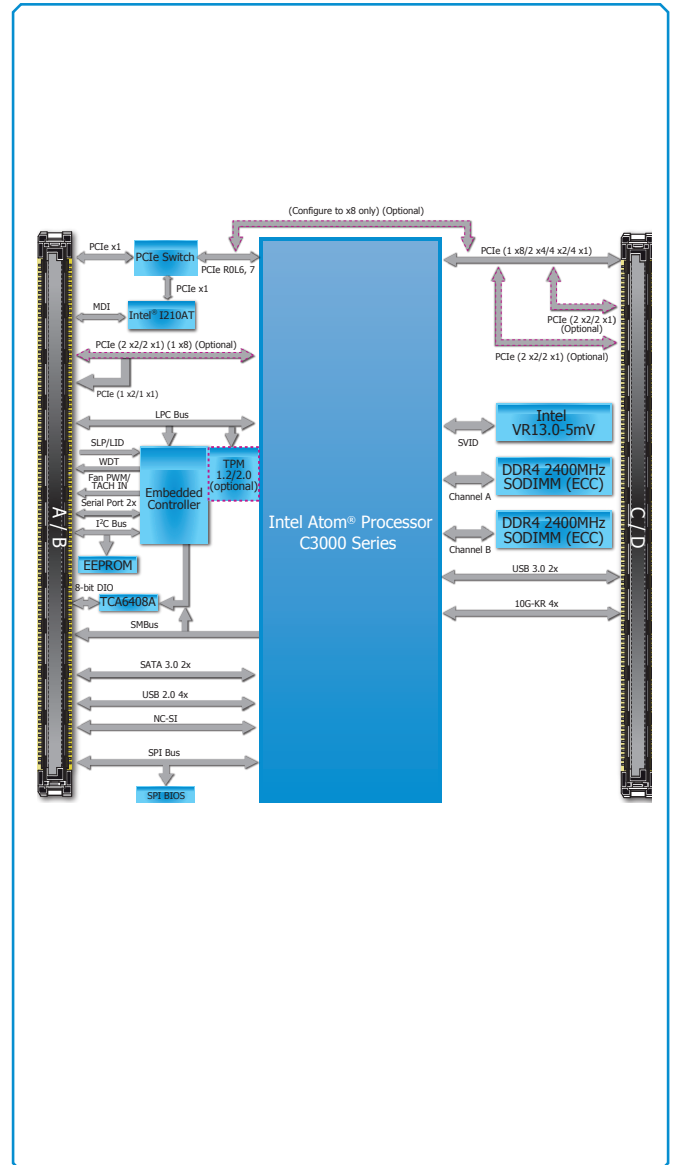 (Configure to x8 only) (Optional)
PCIe x1
PCIe Switch
PCIe R0L6, 7
PCIe x1
MDI
Intel® I210AT
PCIe (2 x2/2 x1) (1 x8) (Optional)
PCIe (1 x2/1 x1)
LPC Bus
SLP/LID
WDT
Fan PWM/
TACH IN
Serial Port 2x
I²C Bus
Embedded
Controller
TPM
1.2/2.0
(optional)
EEPROM
8-bit DIO
TCA6408A
SMBus
SATA 3.0 2x
USB 2.0 4x
NC-SI
SPI Bus
SPI BIOS
A / B
Intel Atom® Processor
C3000 Series
PCIe (1 x8/2 x4/4 x2/4 x1)
PCIe (2 x2/2 x1)
(Optional)
PCIe (2 x2/2 x1) (Optional)
Intel
VR13.0-5mV
SVID
DDR4 2400MHz
SODIMM (ECC)
Channel A
DDR4 2400MHz
SODIMM (ECC)
Channel B
USB 3.0 2x
10G-KR 4x
C / D